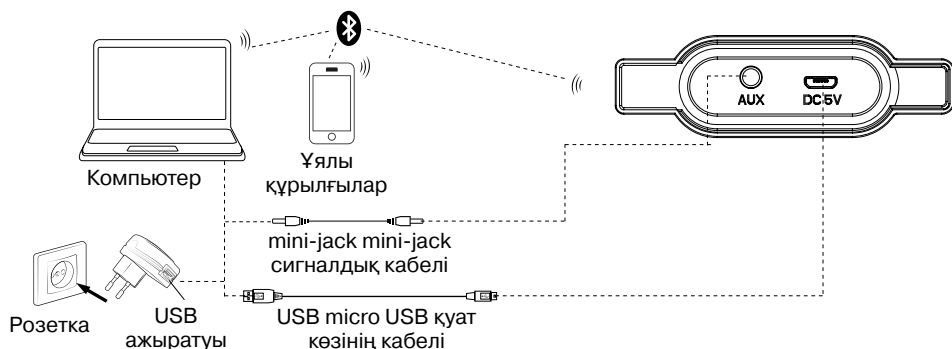 AUX
DC 5V
Компьютер
Ұялы
құрылғылар
mini-jack mini-jack
сигналдық кабелі
Розетка
USB
ажыратуы
USB micro USB қуат
көзінің кабелі